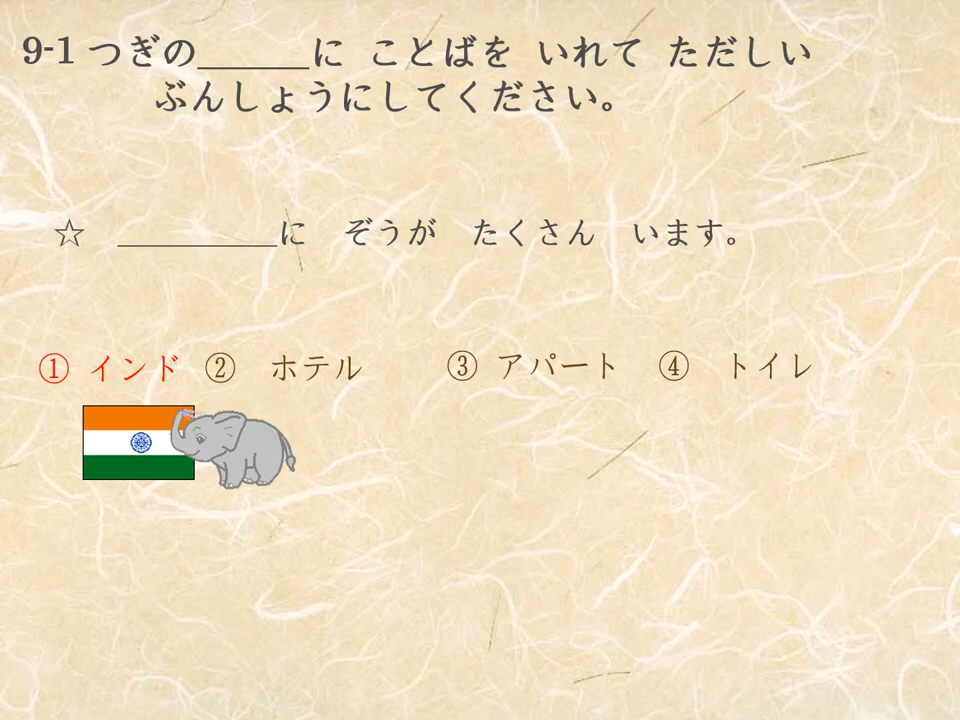 9-1 つぎの______に ことばを いれて ただしい
ぶんしょうにしてください。
☆ __________に ぞうが たくさん います。
① インド ② ホテル ③ アパート ④ トイレ